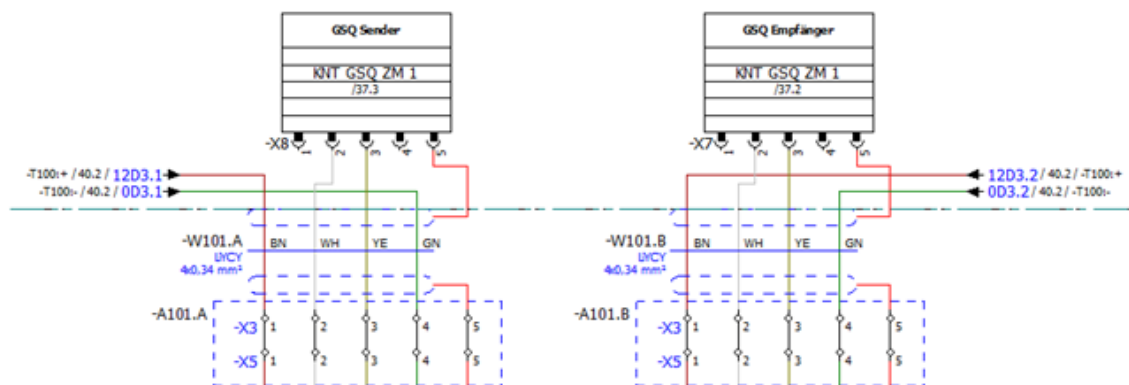 GSQ Sender
KNT GSQ ZM 1
/37.3
-X8
1 2 3 4 5
GSQ Empfänger
KNT GSQ ZM 1
/37.2
-X7
1 2 3 4 5
-T100:+ / 40.2 / 12D3.1
-T100:- / 40.2 / 0D3.1
12D3.2 / 40.2 / -T100:+
0D3.2 / 40.2 / -T100:-
-W101.A BN WH YE GN
LIYCY
4x0,34 mm²
-W101.B BN WH YE GN
LIYCY
4x0,34 mm²
-A101.A
-X3 1 2 3 4 5
-X5 1 2 3 4 5
-A101.B
-X3 1 2 3 4 5
-X5 1 2 3 4 5